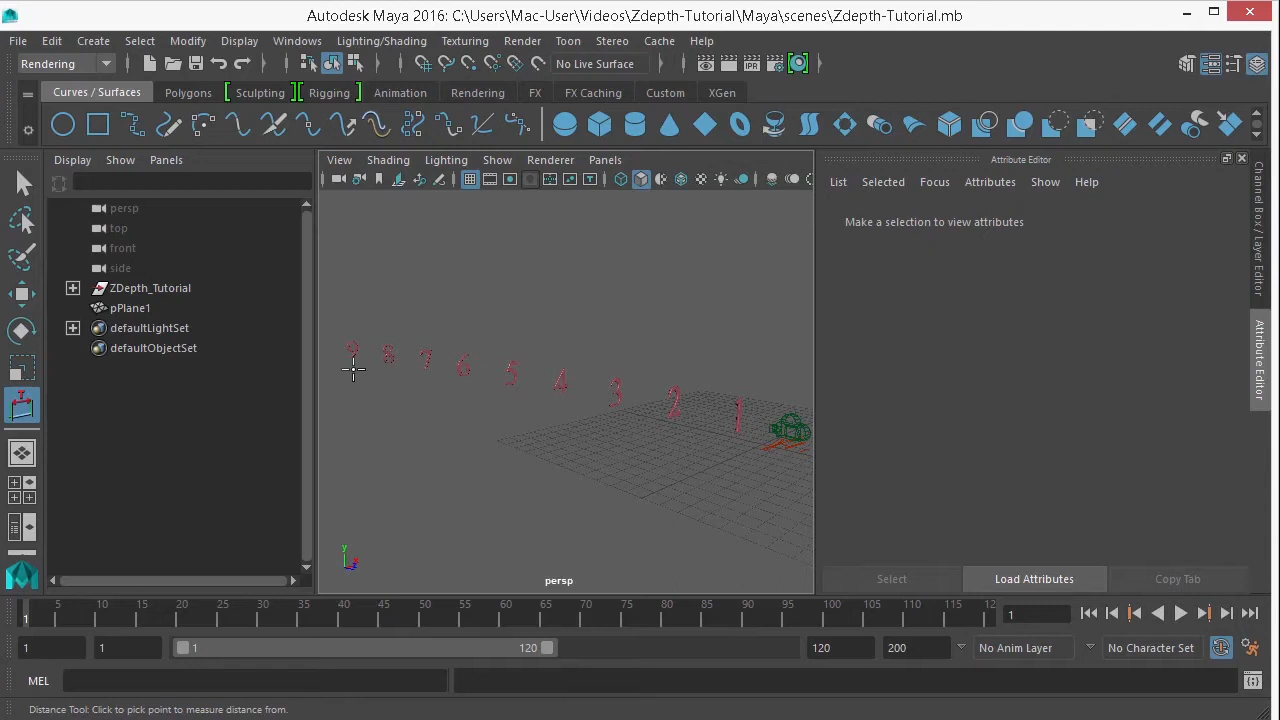 Autodesk Maya 2016: C:\Users\Mac-User\Videos\Zdepth-Tutorial\Maya\scenes\Zdepth-Tutorial.mb
File Edit Create Select Modify Display Windows Lighting/Shading Texturing Render Toon Stereo Cache Help
Rendering No Live Surface IPR
Curves / Surfaces Polygons Sculpting Rigging Animation Rendering FX FX Caching Custom XGen
Display Show Panels
View Shading Lighting Show Renderer Panels
Attribute Editor
List Selected Focus Attributes Show Help
Make a selection to view attributes
persp
top
front
side
ZDepth_Tutorial
pPlane1
defaultLightSet
defaultObjectSet
9 8 7 6 5 4 3 2 1
y
persp
Channel Box / Layer Editor
Attribute Editor
Select Load Attributes Copy Tab
5 10 15 20 25 30 35 40 45 50 55 60 65 70 75 80 85 90 95 100 105 110 115 12
1
1
1 1 1 120 120 200 No Anim Layer No Character Set
MEL
Distance Tool: Click to pick point to measure distance from.